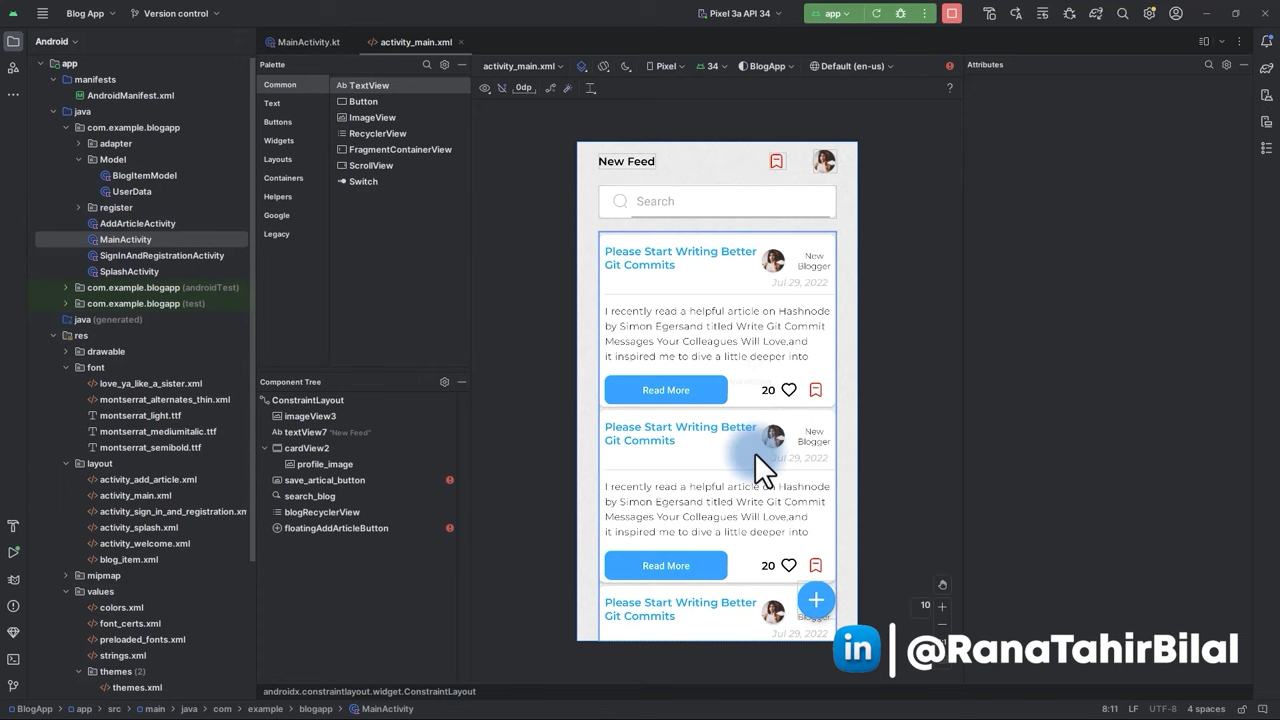 Blog App
Version control
Pixel 3a API 34
app
Android
MainActivity.kt
activity_main.xml
app
manifests
AndroidManifest.xml
java
com.example.blogapp
adapter
Model
BlogItemModel
UserData
register
AddArticleActivity
MainActivity
SignInAndRegistrationActivity
SplashActivity
com.example.blogapp (androidTest)
com.example.blogapp (test)
java (generated)
res
drawable
font
love_ya_like_a_sister.xml
montserrat_alternates_thin.xml
montserrat_light.ttf
montserrat_mediumitalic.ttf
montserrat_semibold.ttf
layout
activity_add_article.xml
activity_main.xml
activity_sign_in_and_registration.xm
activity_splash.xml
activity_welcome.xml
blog_item.xml
mipmap
values
colors.xml
font_certs.xml
preloaded_fonts.xml
strings.xml
themes (2)
themes.xml
Palette
Common
Text
Buttons
Widgets
Layouts
Containers
Helpers
Google
Legacy
Ab TextView
Button
ImageView
RecyclerView
FragmentContainerView
ScrollView
Switch
Component Tree
ConstraintLayout
imageView3
Ab textView7 "New Feed"
cardView2
profile_image
save_artical_button
search_blog
blogRecyclerView
floatingAddArticleButton
activity_main.xml
Pixel
34
BlogApp
Default (en-us)
0dp
?
Attributes
New Feed
Search
Please Start Writing Better
Git Commits
New
Blogger
Jul 29, 2022
I recently read a helpful article on Hashnode
by Simon Egersand titled Write Git Commit
Messages Your Colleagues Will Love,and
it inspired me to dive a little deeper into
Read More
20
Please Start Writing Better
Git Commits
New
Blogger
Jul 29, 2022
I recently read a helpful article on Hashnode
by Simon Egersand titled Write Git Commit
Messages Your Colleagues Will Love,and
it inspired me to dive a little deeper into
Read More
20
Please Start Writing Better
Git Commits
Blogger
Jul 29, 2022
10
in | @RanaTahirBilal
androidx.constraintlayout.widget.ConstraintLayout
BlogApp
app
src
main
java
com
example
blogapp
MainActivity
8:11
LF
UTF-8
4 spaces